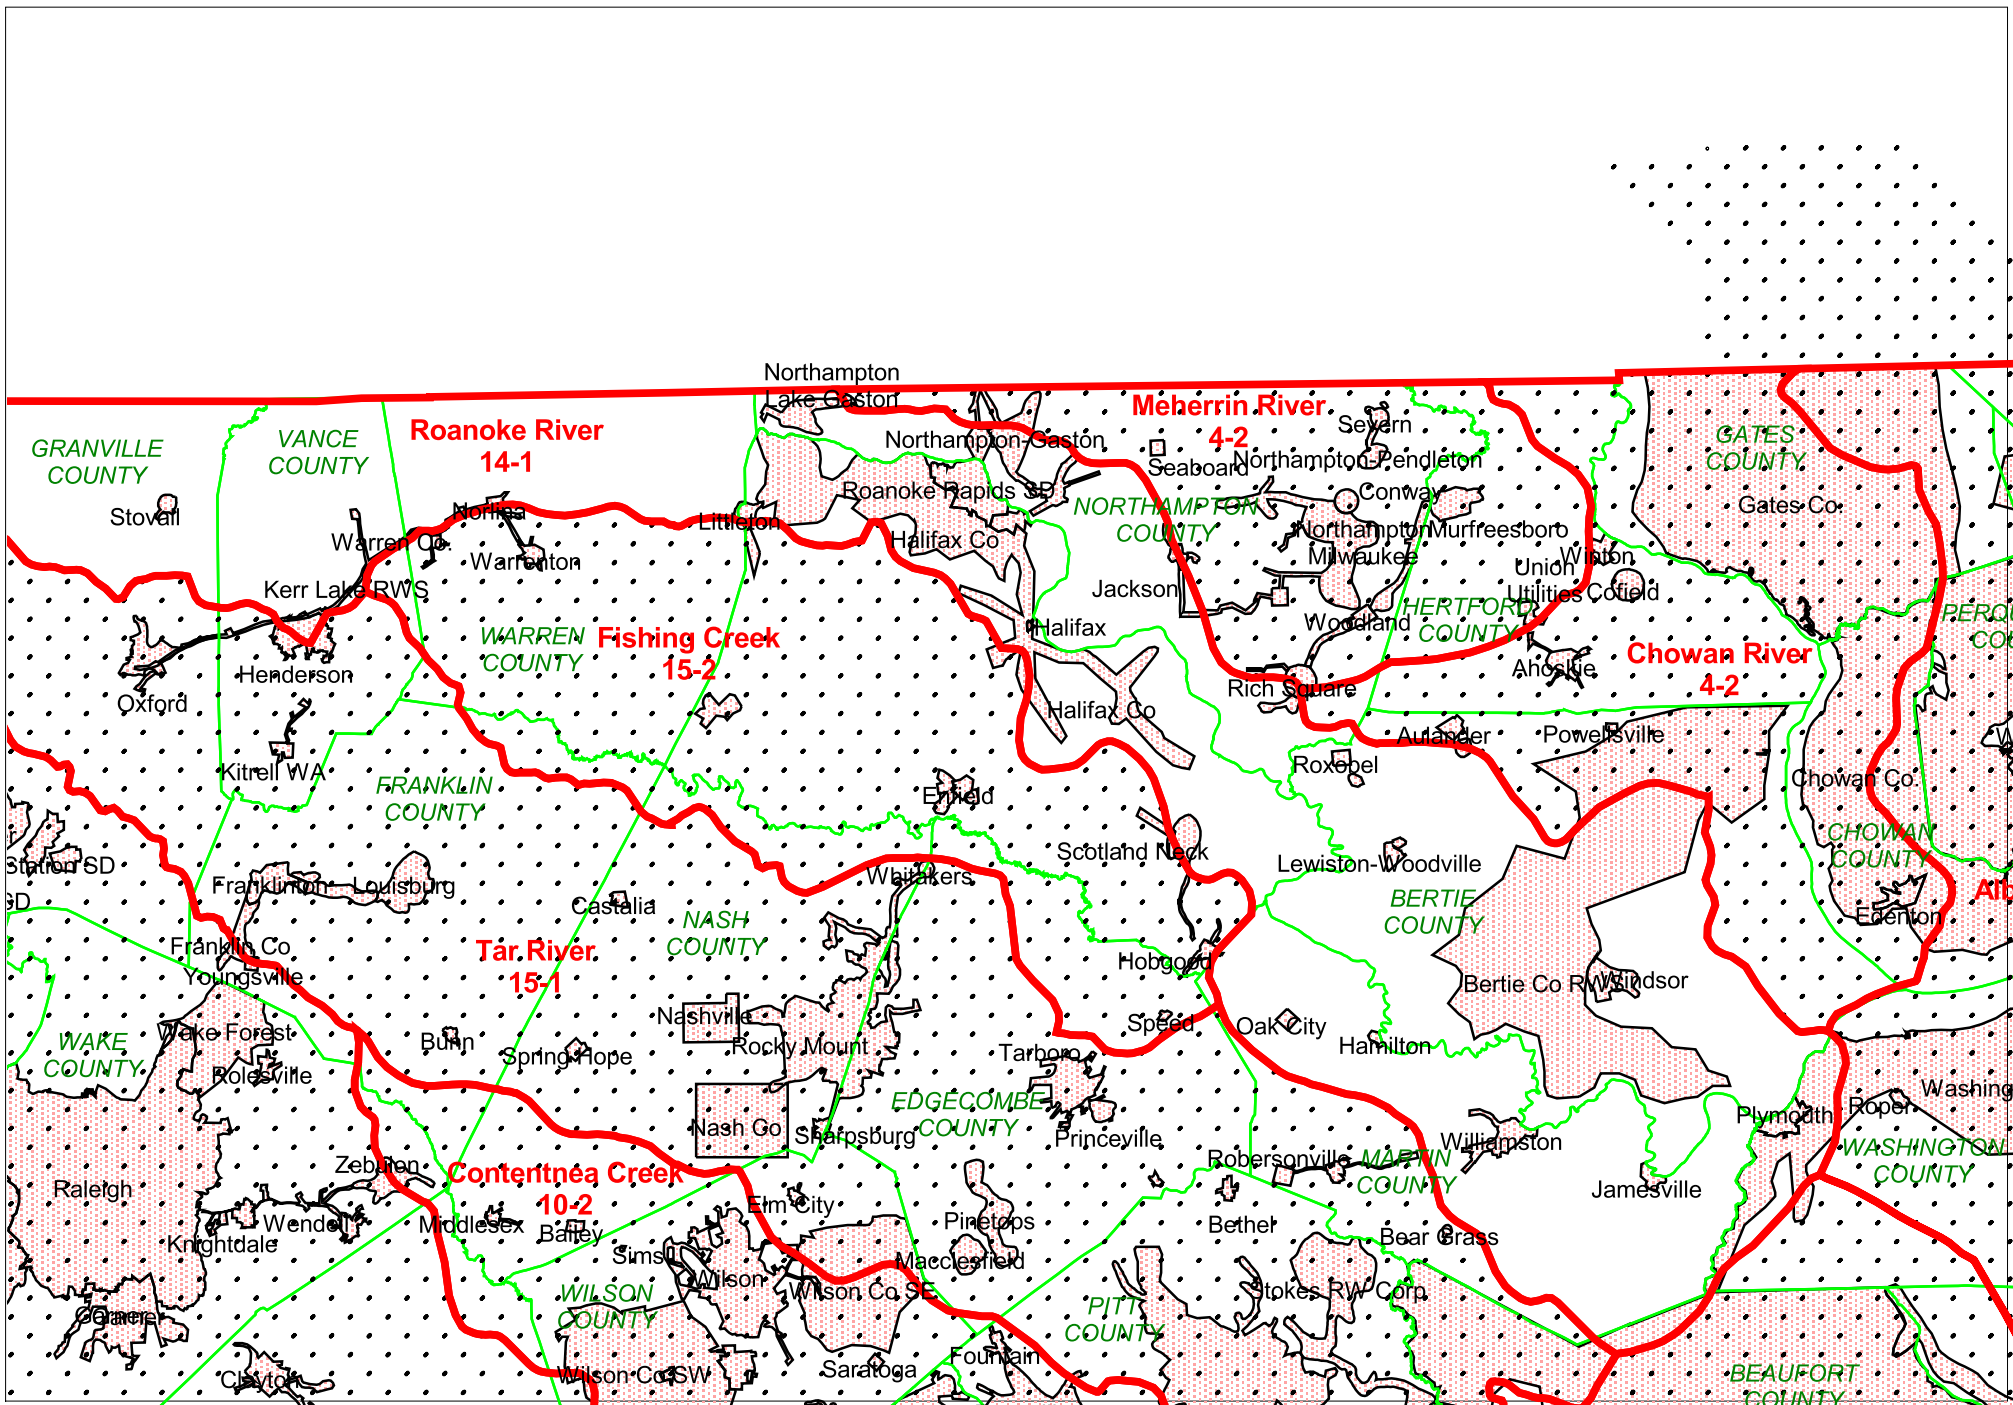 Northampton
Lake Gaston
Roanoke River
14-1
Meherrin River
4-2
GRANVILLE
COUNTY
VANCE
COUNTY
Northampton-Gaston
Severn
Seaboard
Northampton-Pendleton
GATES
COUNTY
Stovall
Norlina
Littleton
Roanoke Rapids SD
NORTHAMPTON
COUNTY
Conway
Gates Co.
Warren Co.
Warrenton
Halifax Co
Northampton
Milwaukee
Murfreesboro
Winton
Union
Utilities
Cofield
Kerr Lake RWS
Jackson
HERTFORD
COUNTY
Woodland
WARREN
COUNTY
Fishing Creek
15-2
Halifax
PERQU
COU
Chowan River
4-2
Henderson
Oxford
Rich Square
Ahoskie
Halifax Co
Aulander
Powellsville
W
Kitrell WA
FRANKLIN
COUNTY
Roxobel
Chowan Co.
Enfield
CHOWAN
COUNTY
Station SD
SD
Scotland Neck
Lewiston-Woodville
Franklinton
Louisburg
Whitakers
Castalia
NASH
COUNTY
BERTIE
COUNTY
Alb
Edenton
Franklin Co
Youngsville
Tar River
15-1
Hobgood
Bertie Co RWS
Windsor
WAKE
COUNTY
Wake Forest
Rolesville
Bunn
Spring Hope
Nashville
Rocky Mount
Tarboro
Speed
Oak City
Hamilton
Washing
EDGECOMBE
COUNTY
Nash Co
Sharpsburg
Princeville
Plymouth
Roper
Williamston
WASHINGTON
COUNTY
Robersonville
MARTIN
COUNTY
Zebulon
Raleigh
Contentnea Creek
10-2
Jamesville
Elm City
Knightdale
Wendell
Middlesex
Bailey
Pinetops
Bethel
Bear Grass
Sims
Wilson
Macclesfield
Wilson Co SE
Stokes RW Corp
WILSON
COUNTY
PITT
COUNTY
Garner
Clayton
Wilson Co SW
Saratoga
Fountain
BEAUFORT
COUNTY